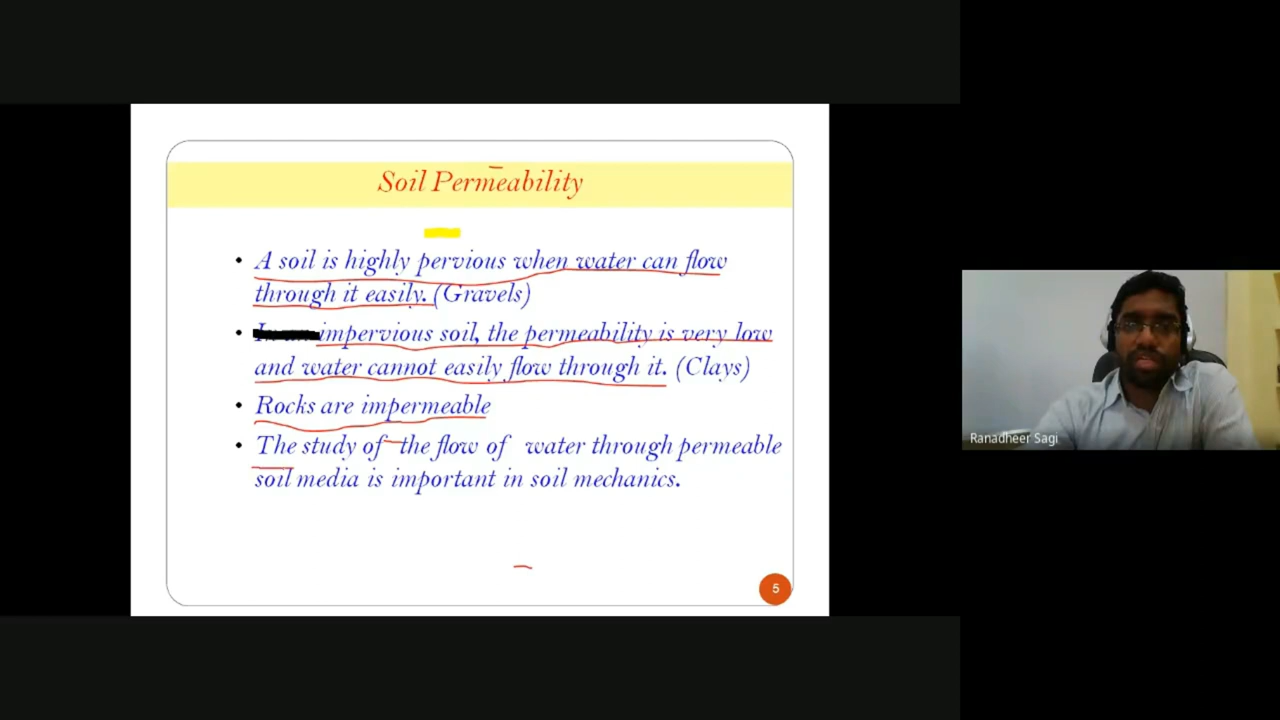 Soil Permeability
• A soil is highly pervious when water can flow
through it easily. (Gravels)
• impervious soil, the permeability is very low
and water cannot easily flow through it. (Clays)
• Rocks are impermeable
• The study of the flow of water through permeable
soil media is important in soil mechanics.
5
Ranadheer Sagi